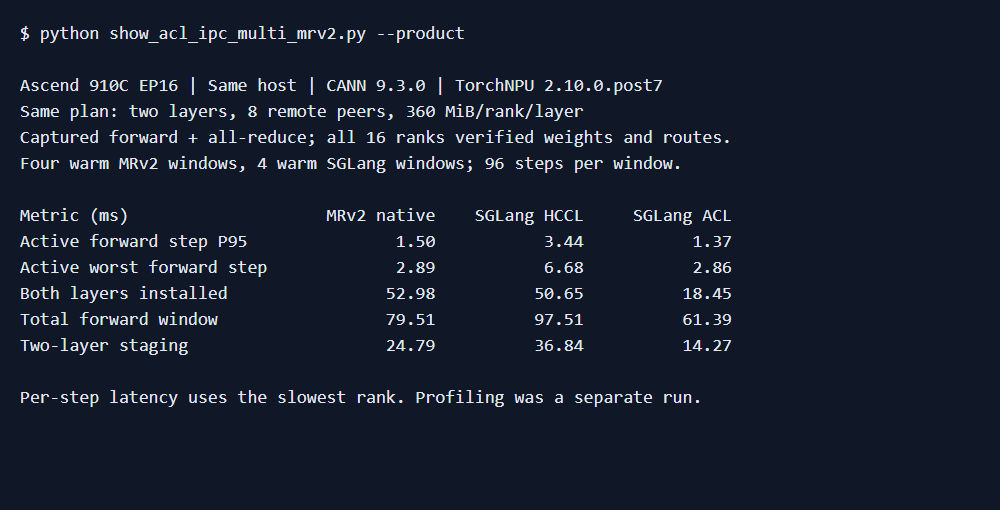 $ python show_acl_ipc_multi_mrv2.py --product
Ascend 910C EP16 | Same host | CANN 9.3.0 | TorchNPU 2.10.0.post7
Same plan: two layers, 8 remote peers, 360 MiB/rank/layer
Captured forward + all-reduce; all 16 ranks verified weights and routes.
Four warm MRv2 windows, 4 warm SGLang windows; 96 steps per window.
Metric (ms) MRv2 native SGLang HCCL SGLang ACL
Active forward step P95 1.50 3.44 1.37
Active worst forward step 2.89 6.68 2.86
Both layers installed 52.98 50.65 18.45
Total forward window 79.51 97.51 61.39
Two-layer staging 24.79 36.84 14.27
Per-step latency uses the slowest rank. Profiling was a separate run.